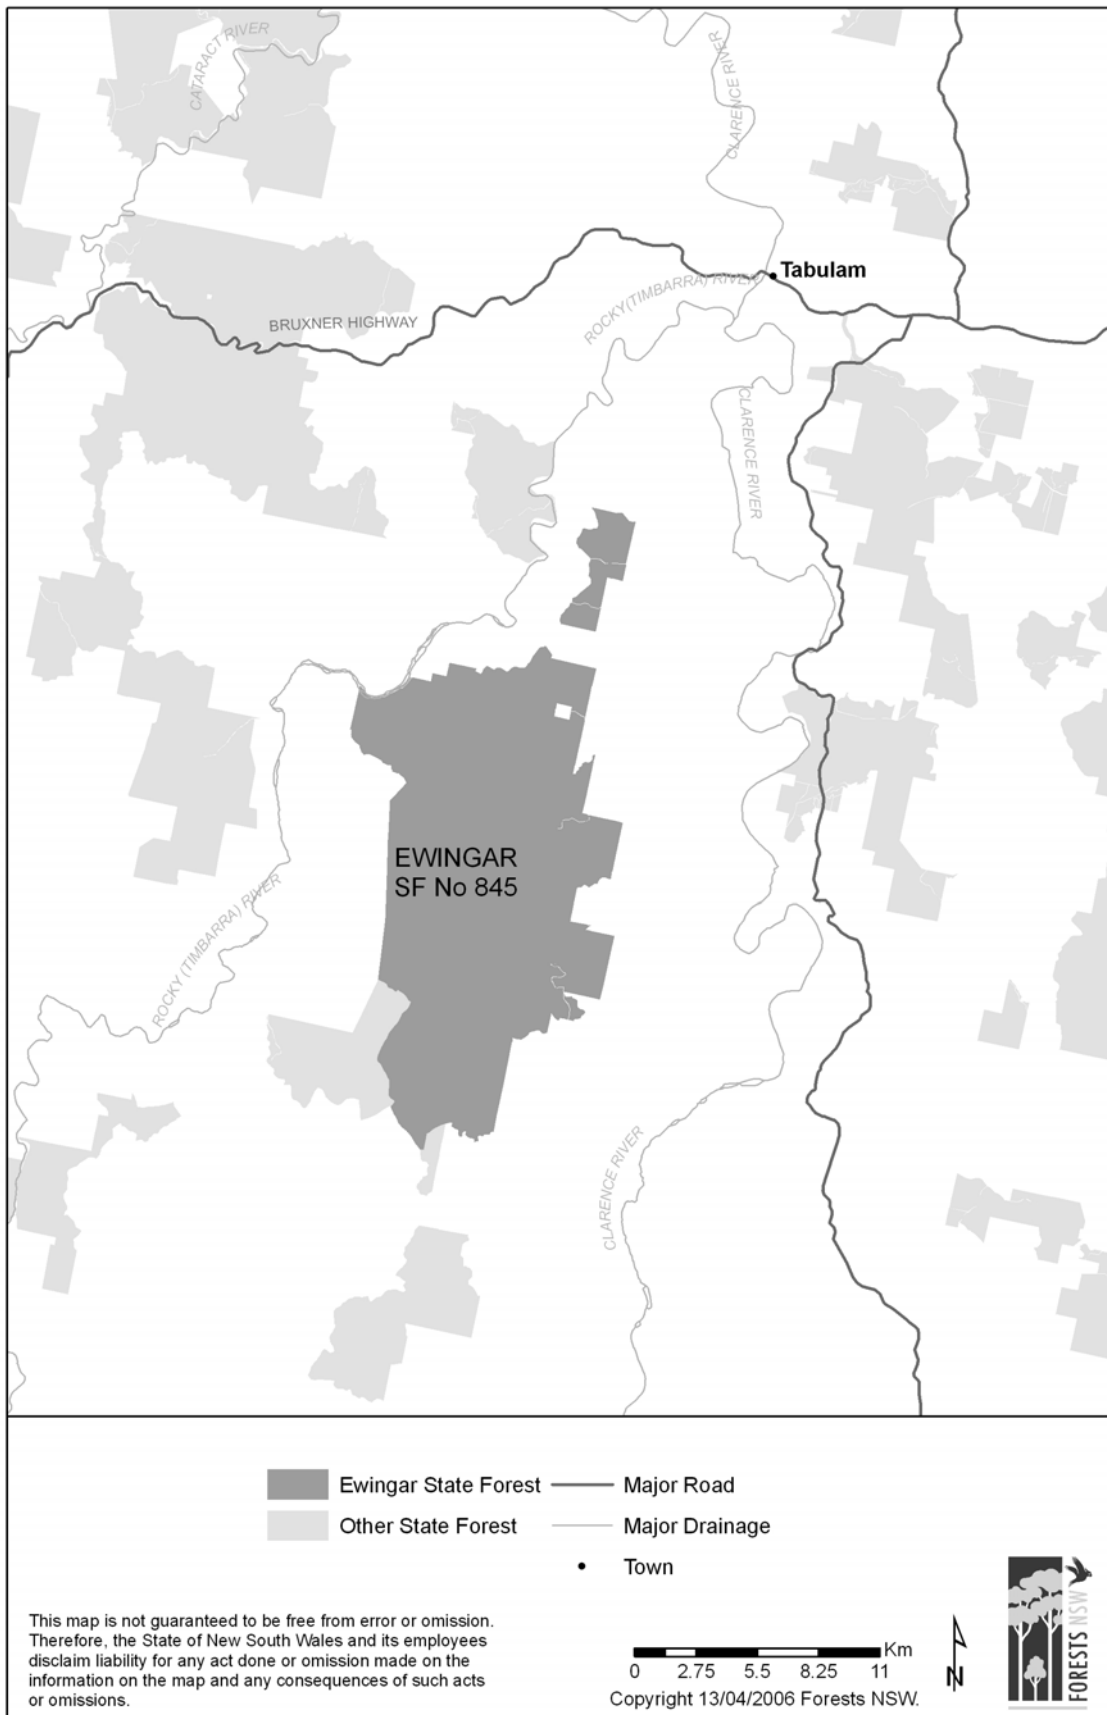 CATARACT RIVER
CLARENCE RIVER
Tabulam
ROCKY(TIMBARRA) RIVER
BRUXNER HIGHWAY
CLARENCE RIVER
EWINGAR
SF No 845
ROCKY (TIMBARRA) RIVER
CLARENCE RIVER
Ewingar State Forest
Major Road
Other State Forest
Major Drainage
Town
This map is not guaranteed to be free from error or omission.
Therefore, the State of New South Wales and its employees
disclaim liability for any act done or omission made on the
information on the map and any consequences of such acts
or omissions.
Km
0 2.75 5.5 8.25 11
Copyright 13/04/2006 Forests NSW.
N
FORESTS NSW